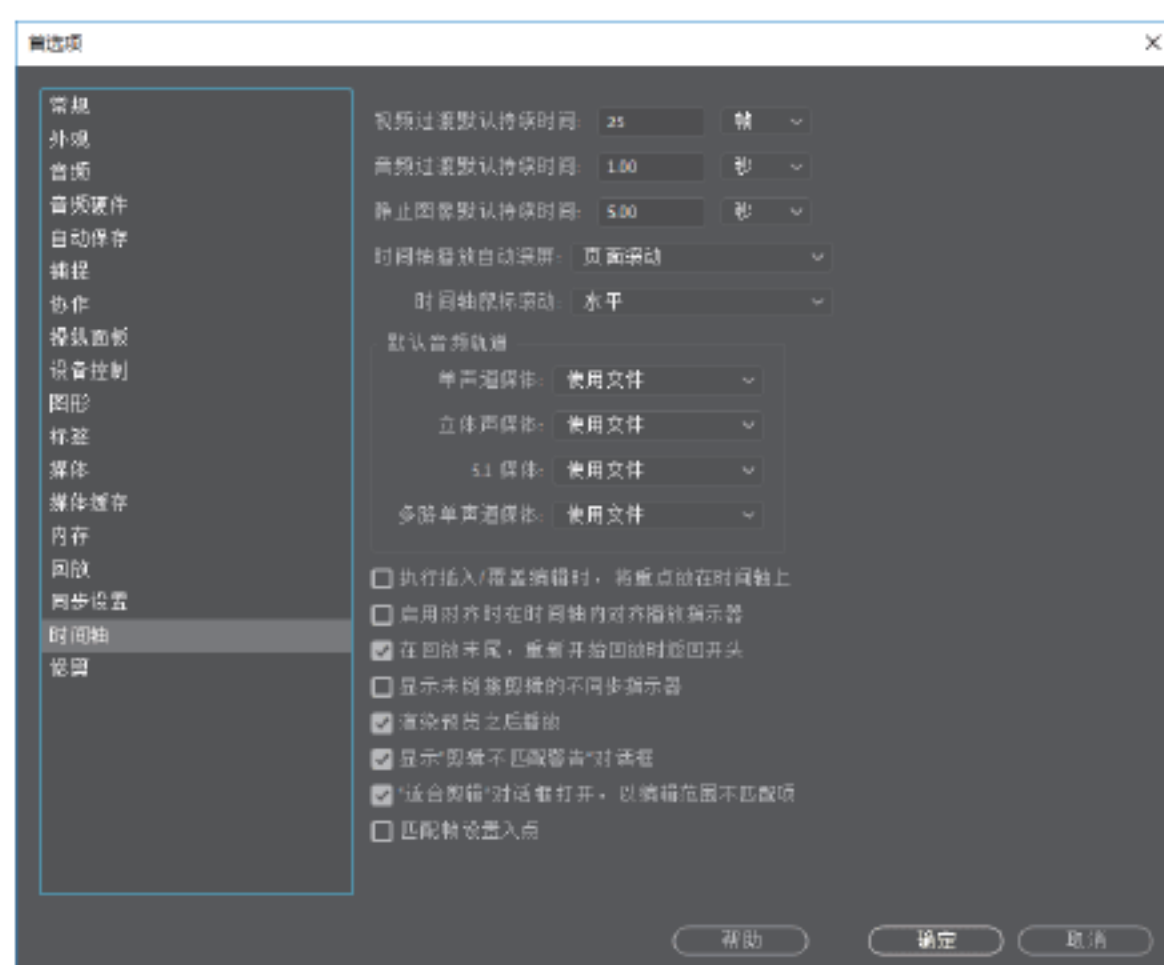 首选项
常规
外观
音频
音频硬件
自动保存
捕捉
协作
操纵面板
设备控制
图形
标签
媒体
媒体缓存
内存
回放
同步设置
时间轴
修剪
视频过渡默认持续时间: 25 帧
音频过渡默认持续时间: 1.00 秒
静止图像默认持续时间: 5.00 秒
时间轴播放自动滚屏: 页面滚动
时间轴鼠标滚动: 水平
默认音频轨道
单声道媒体: 使用文件
立体声媒体: 使用文件
5.1 媒体: 使用文件
多路单声道媒体: 使用文件
执行插入/覆盖编辑时，将重点放在时间轴上
启用对齐时在时间轴内对齐播放指示器
在回放末尾，重新开始回放时返回开头
显示未链接剪辑的不同步指示器
渲染预览之后播放
显示"剪辑不匹配警告"对话框
"适合剪辑"对话框打开，以编辑范围不匹配项
匹配帧设置入点
帮助 确定 取消